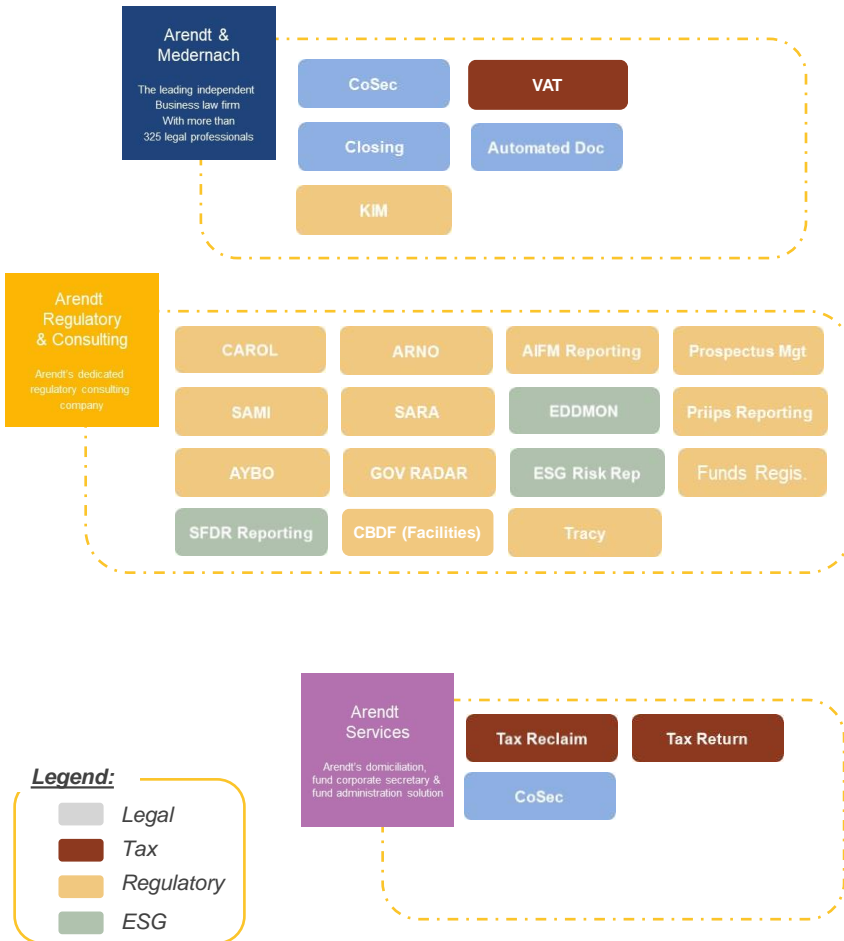 Arendt &
Medernach
The leading independent
Business law firm
With more than
325 legal professionals
CoSec
VAT
Closing
Automated Doc
KIM
Arendt
Regulatory
& Consulting
Arendt's dedicated
regulatory consulting
company
CAROL
ARNO
AIFM Reporting
Prospectus Mgt
SAMI
SARA
EDDMON
Priips Reporting
AYBO
GOV RADAR
ESG Risk Rep
Funds Regis.
SFDR Reporting
CBDF (Facilities)
Tracy
Arendt
Services
Arendt's domiciliation,
fund corporate secretary &
fund administration solution
Tax Reclaim
Tax Return
CoSec
Legend:
Legal
Tax
Regulatory
ESG